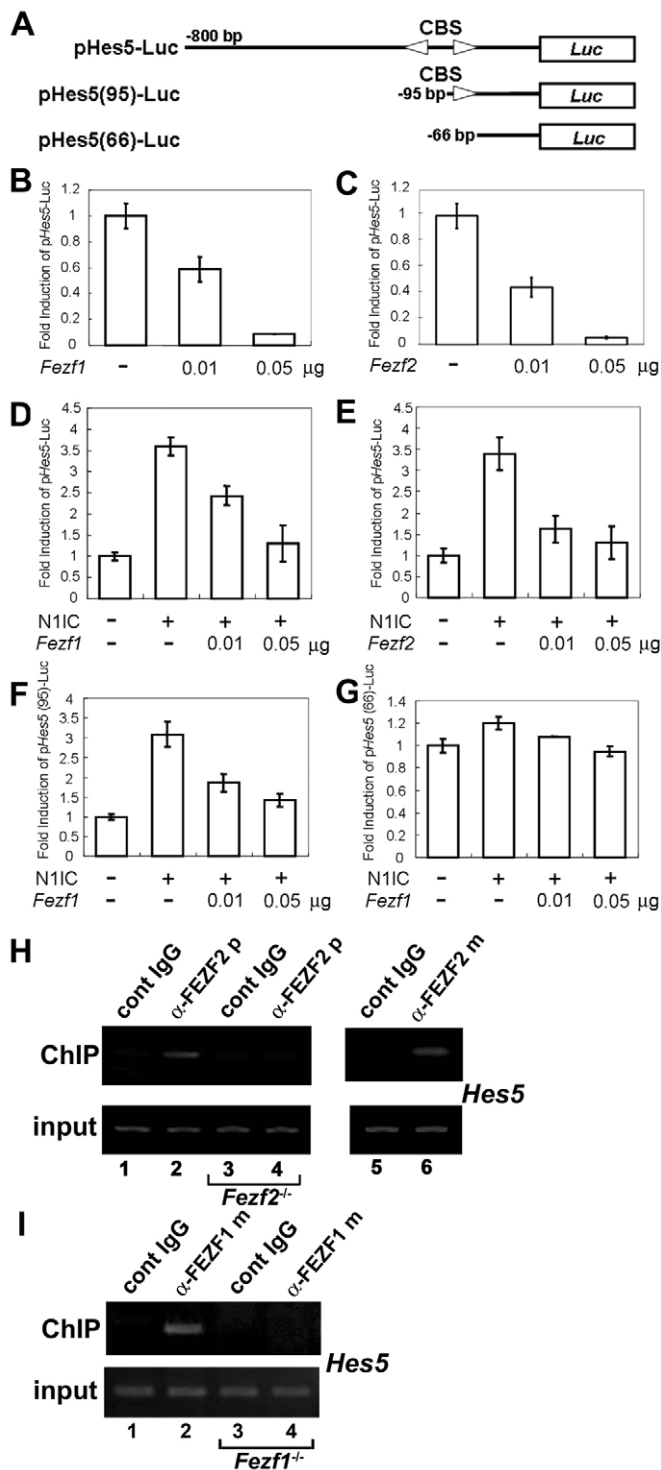 A
CBS
pHes5-Luc
-800 bp
Luc
CBS
pHes5(95)-Luc
-95 bp
Luc
pHes5(66)-Luc
-66 bp
Luc
B
Fold Induction of pHes5-Luc
1.2
1
0.8
0.6
0.4
0.2
0
Fezf1 - 0.01 0.05 μg
C
Fold Induction of pHes5-Luc
1.2
1
0.8
0.6
0.4
0.2
0
Fezf2 - 0.01 0.05 μg
D
Fold Induction of pHes5-Luc
4.5
4
3.5
3
2.5
2
1.5
1
0.5
0
N1IC - + + +
Fezf1 - - 0.01 0.05 μg
E
Fold Induction of pHes5-Luc
4.5
4
3.5
3
2.5
2
1.5
1
0.5
0
N1IC - + + +
Fezf2 - - 0.01 0.05 μg
F
Fold Induction of pHes5 (95)-Luc
4
3.5
3
2.5
2
1.5
1
0.5
0
N1IC - + + +
Fezf1 - - 0.01 0.05 μg
G
Fold Induction of pHes5 (66)-Luc
1.4
1.2
1.0
0.8
0.6
0.4
0.2
0
N1IC - + + +
Fezf1 - - 0.01 0.05 μg
H
cont IgG
α-FEZF2 p
cont IgG
α-FEZF2 p
cont IgG
α-FEZF2 m
ChIP
Hes5
input
1 2 3 4 5 6
Fezf2-/-
I
cont IgG
α-FEZF1 m
cont IgG
α-FEZF1 m
ChIP
Hes5
input
1 2 3 4
Fezf1-/-